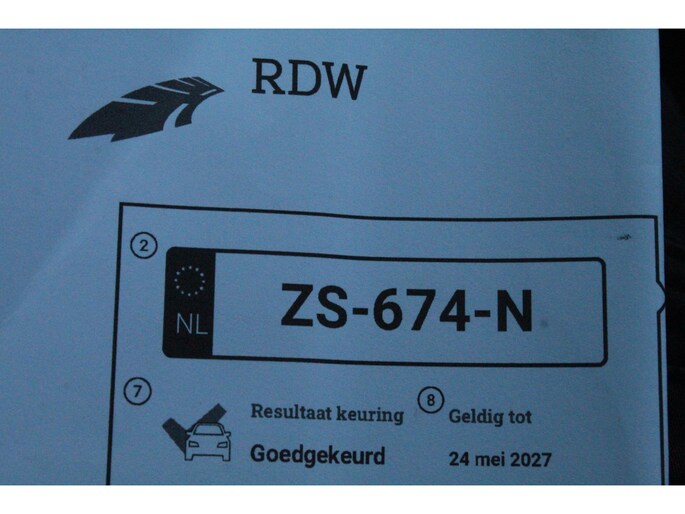 RDW
2
NL
ZS-674-N
7
Resultaat keuring
Goedgekeurd
8
Geldig tot
24 mei 2027